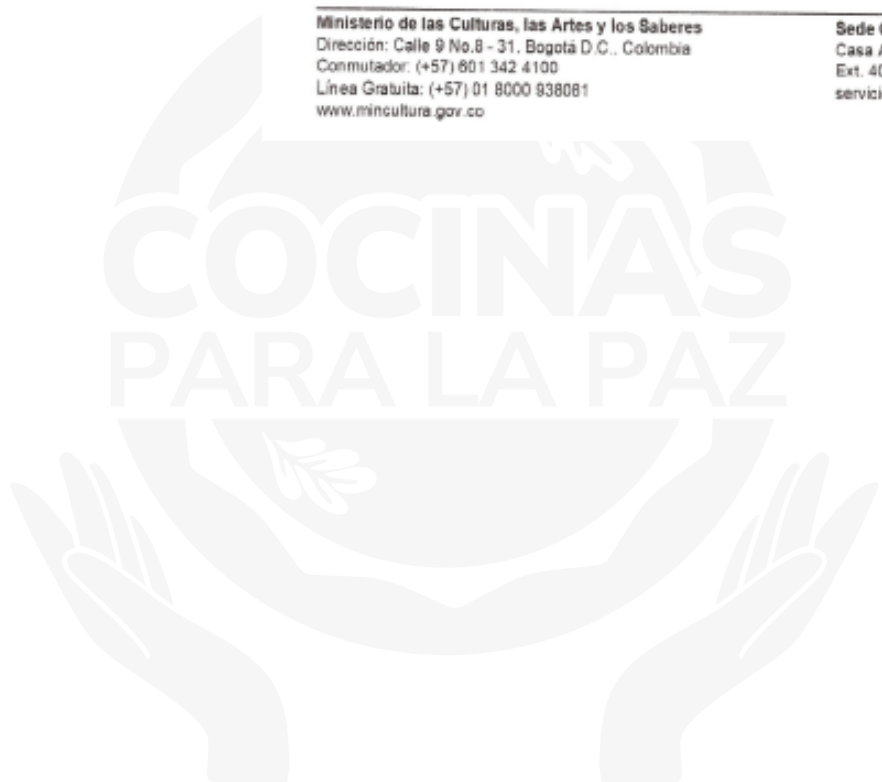 Ministerio de las Culturas, las Artes y los Saberes
Dirección: Calle 9 No.8 - 31, Bogotá D.C., Colombia
Conmutador: (+57) 601 342 4100
Línea Gratuita: (+57) 01 8000 938081
www.mincultura.gov.co
Sede
Casa
Ext. 40
COCINAS
PARA LA PAZ